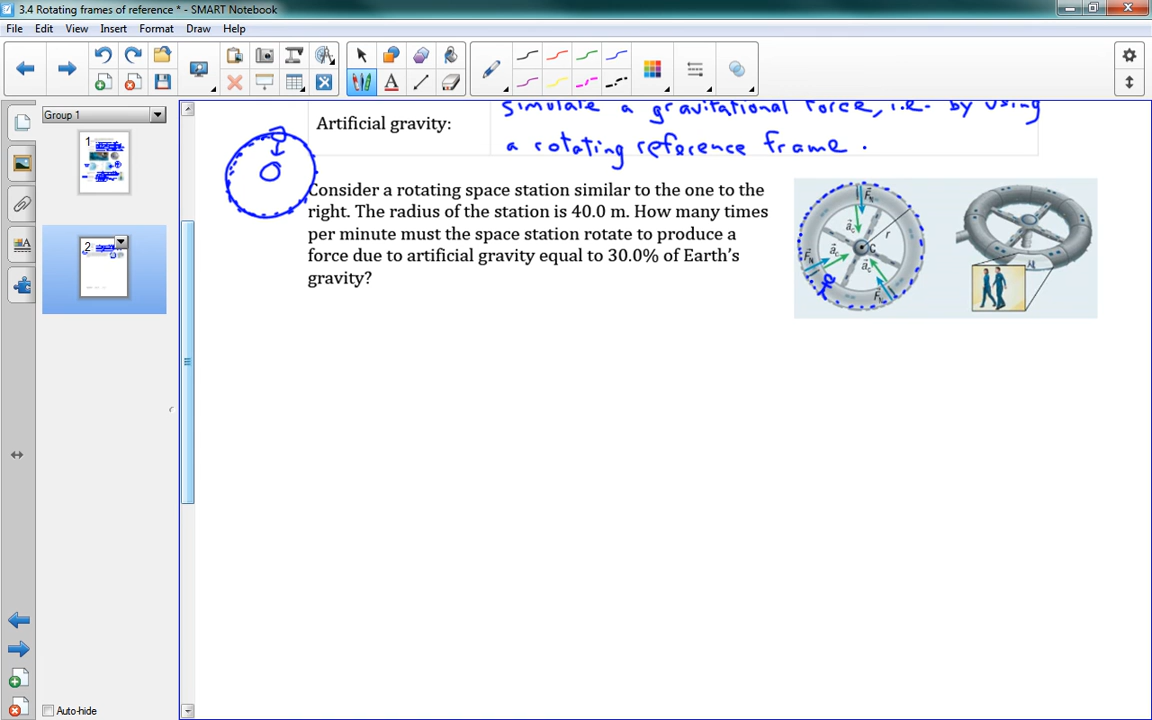 3.4 Rotating frames of reference * - SMART Notebook
File Edit View Insert Format Draw Help
Group 1
1
2
Simulate a gravitational force, i.e. by using
Artificial gravity:
a rotating reference frame.
Consider a rotating space station similar to the one to the
right. The radius of the station is 40.0 m. How many times
per minute must the space station rotate to produce a
force due to artificial gravity equal to 30.0% of Earth's
gravity?
F⃗N
a⃗c
r
C
F⃗N
a⃗c
a⃗c
F⃗N
Auto-hide